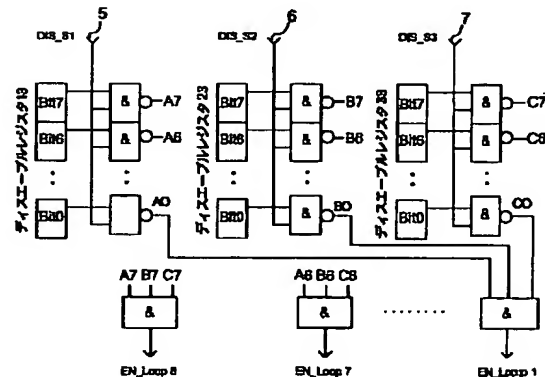 5
6
7
DIS_S1
DIS_S2
DIS_S3
ディスエーブルレジスタ13
Bit7
&
A7
Bit6
&
A6
Bit0
A0
ディスエーブルレジスタ23
Bit7
&
B7
Bit6
&
B6
Bit0
&
B0
ディスエーブルレジスタ33
Bit7
&
C7
Bit6
&
C6
Bit0
&
C0
A7 B7 C7
&
EN_Loop 8
A6 B6 C6
&
EN_Loop 7
&
EN_Loop 1